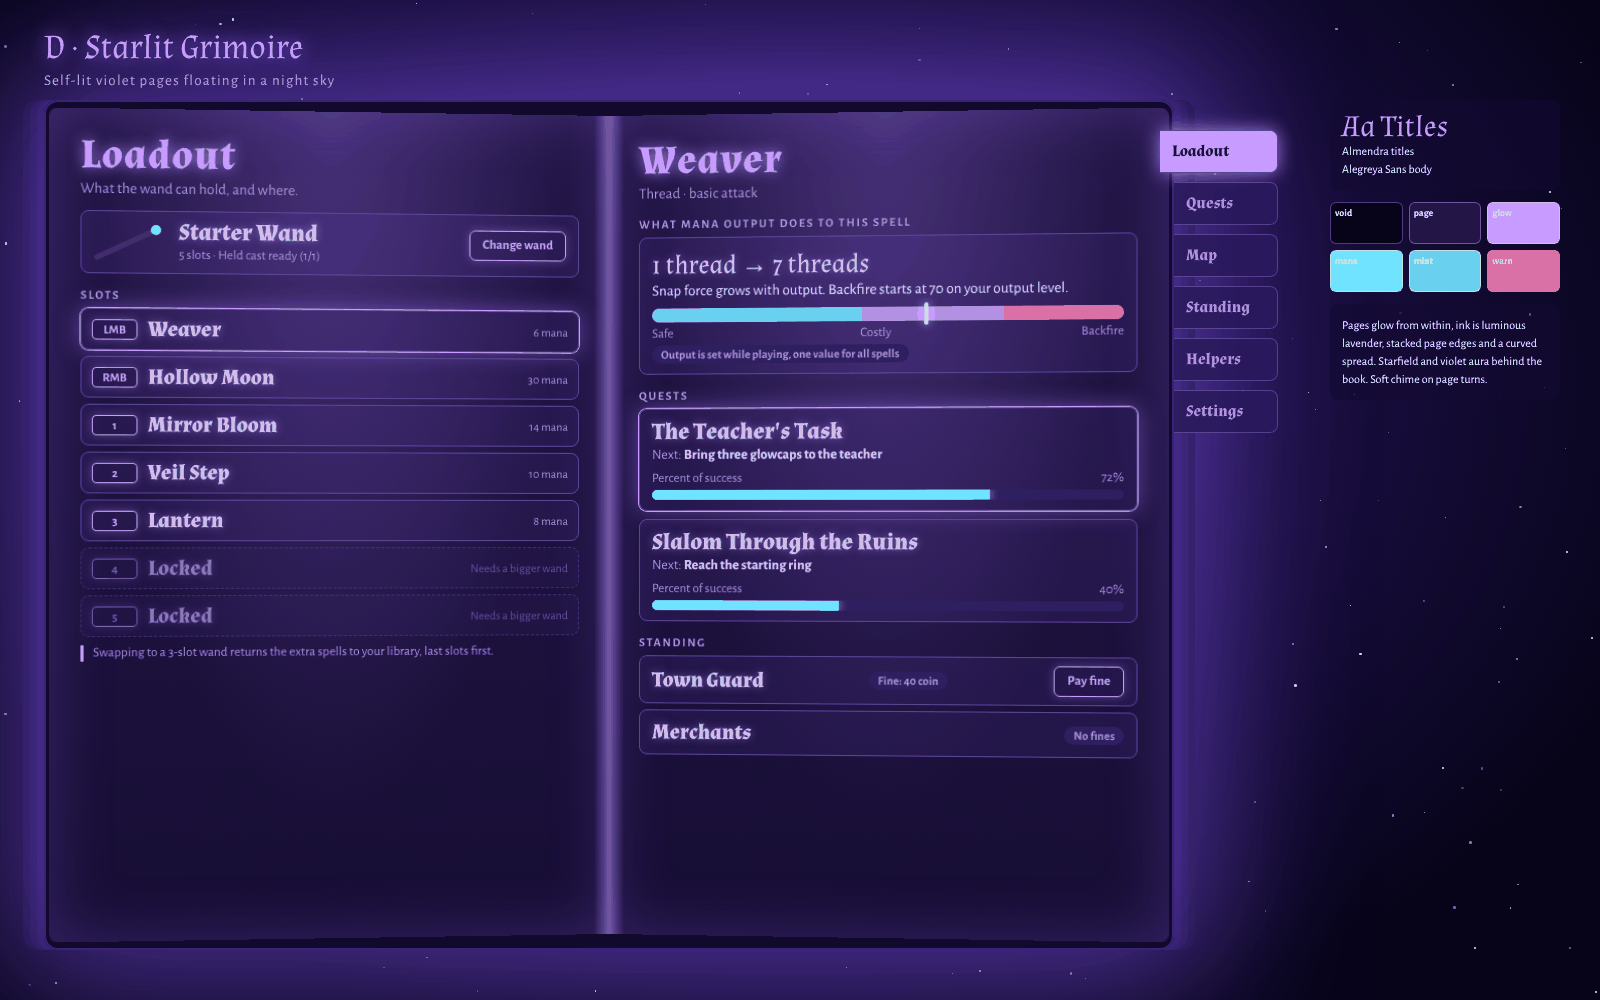 D · Starlit Grimoire
Self-lit violet pages floating in a night sky
Loadout
What the wand can hold, and where.
Starter Wand
5 slots · Held cast ready (1/1)
Change wand
SLOTS
LMB Weaver 6 mana
RMB Hollow Moon 30 mana
1 Mirror Bloom 14 mana
2 Veil Step 10 mana
3 Lantern 8 mana
4 Locked Needs a bigger wand
5 Locked Needs a bigger wand
Swapping to a 3-slot wand returns the extra spells to your library, last slots first.
Weaver
Thread · basic attack
WHAT MANA OUTPUT DOES TO THIS SPELL
1 thread → 7 threads
Snap force grows with output. Backfire starts at 70 on your output level.
Safe Costly Backfire
Output is set while playing, one value for all spells
QUESTS
The Teacher's Task
Next: Bring three glowcaps to the teacher
Percent of success 72%
Slalom Through the Ruins
Next: Reach the starting ring
Percent of success 40%
STANDING
Town Guard Fine: 40 coin Pay fine
Merchants No fines
Loadout
Quests
Map
Standing
Helpers
Settings
Aa Titles
Almendra titles
Alegreya Sans body
void page glow
mana mist warn
Pages glow from within, ink is luminous
lavender, stacked page edges and a curved
spread. Starfield and violet aura behind the
book. Soft chime on page turns.